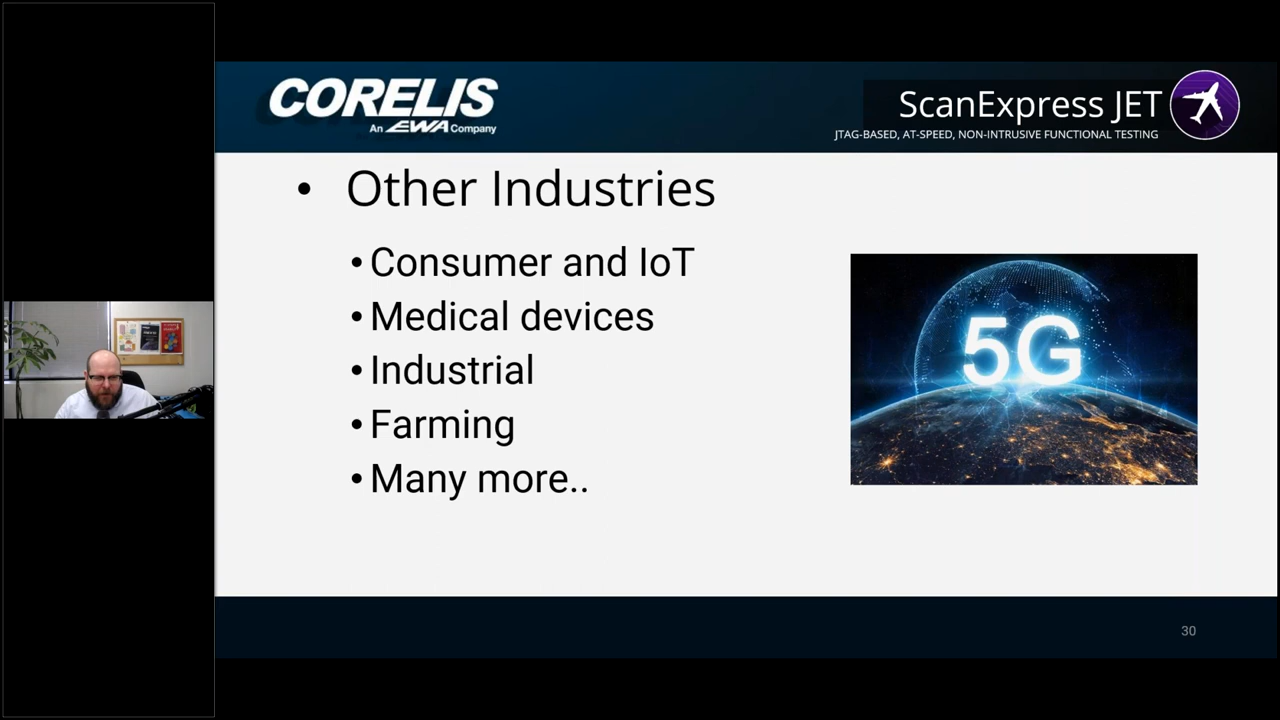 CORELIS
An EWA Company
ScanExpress JET
JTAG-BASED, AT-SPEED, NON-INTRUSIVE FUNCTIONAL TESTING
• Other Industries
• Consumer and IoT
• Medical devices
• Industrial
• Farming
• Many more..
5G
30